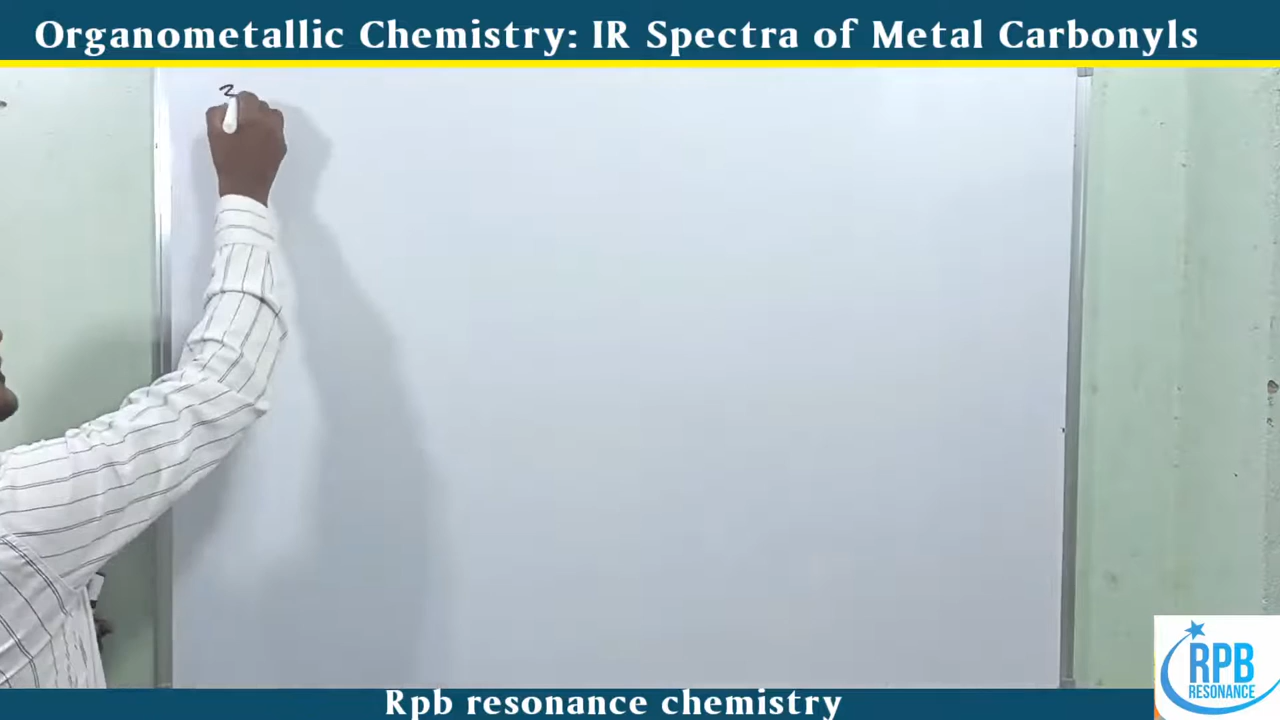 Organometallic Chemistry: IR Spectra of Metal Carbonyls
RPB
RESONANCE
Rpb resonance chemistry